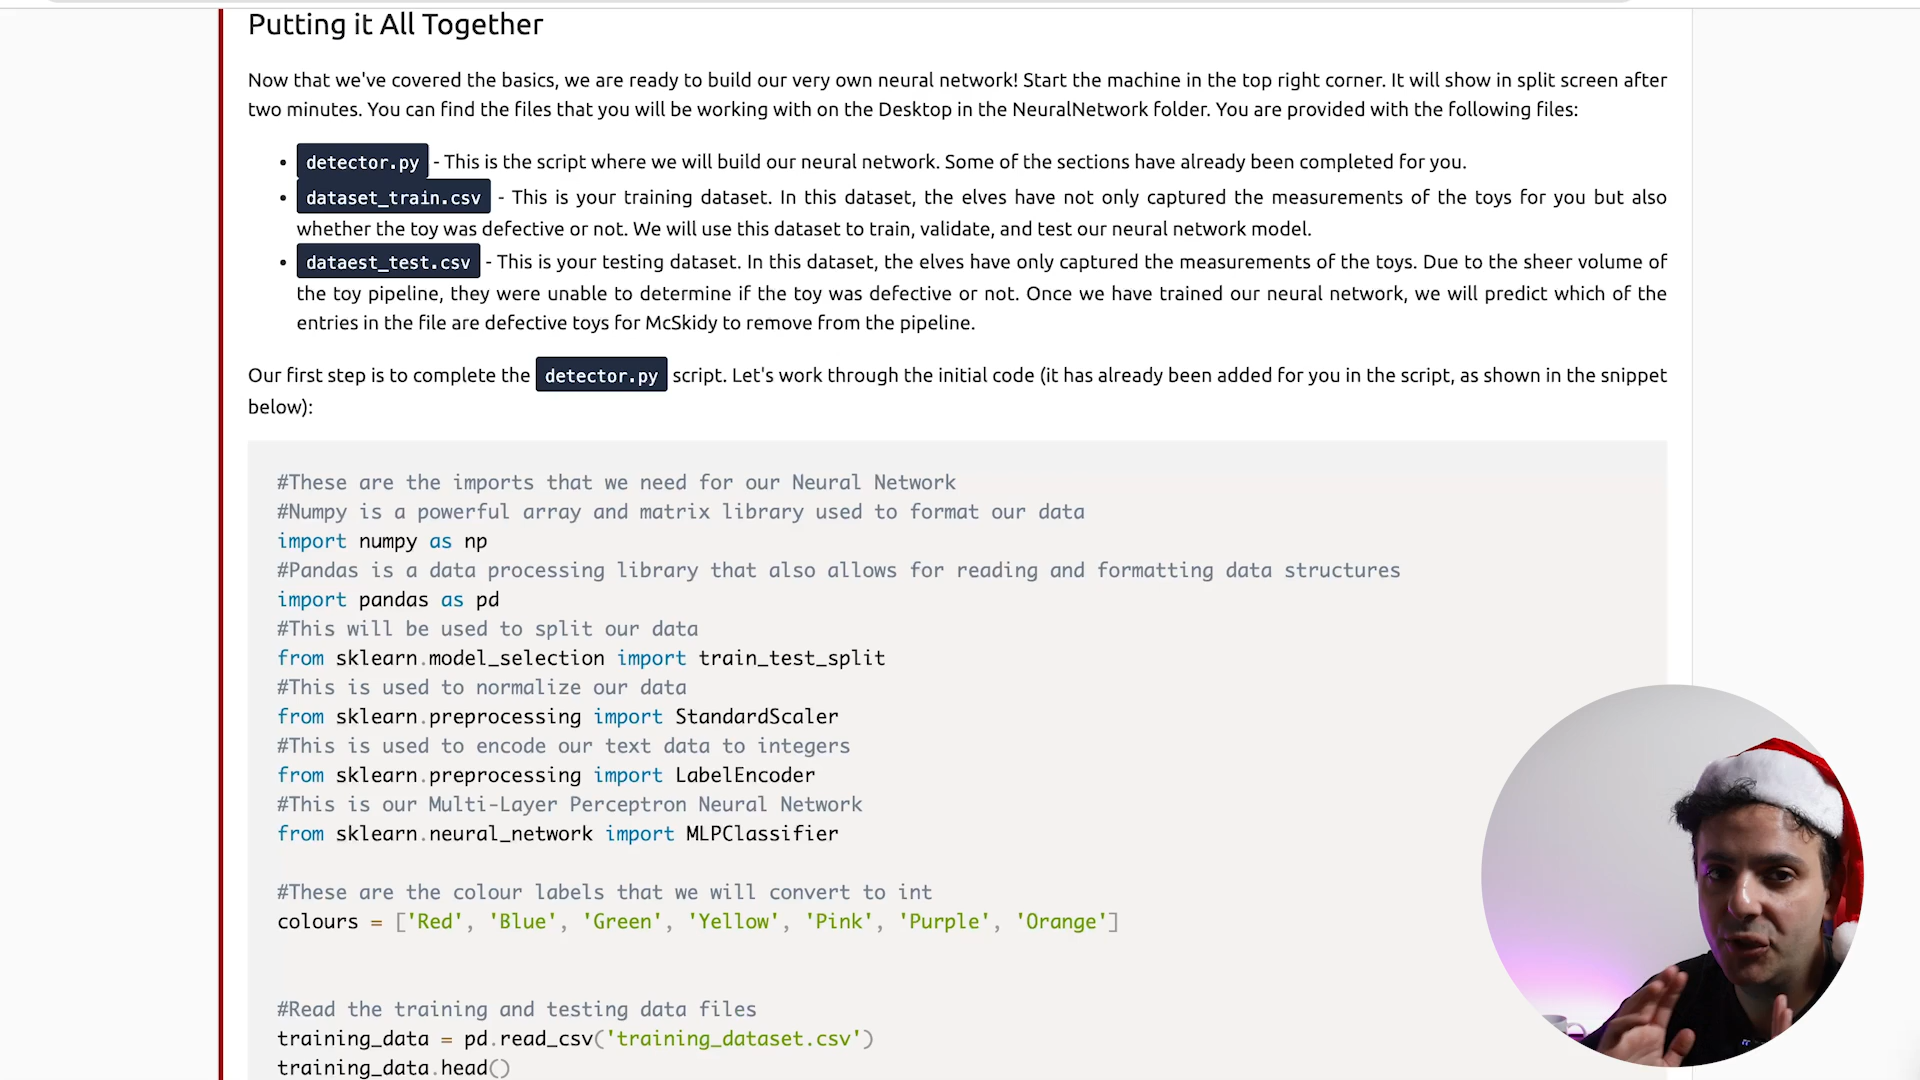 Putting it All Together
Now that we've covered the basics, we are ready to build our very own neural network! Start the machine in the top right corner. It will show in split screen after
two minutes. You can find the files that you will be working with on the Desktop in the NeuralNetwork folder. You are provided with the following files:
• detector.py - This is the script where we will build our neural network. Some of the sections have already been completed for you.
• dataset_train.csv - This is your training dataset. In this dataset, the elves have not only captured the measurements of the toys for you but also
whether the toy was defective or not. We will use this dataset to train, validate, and test our neural network model.
• dataest_test.csv - This is your testing dataset. In this dataset, the elves have only captured the measurements of the toys. Due to the sheer volume of
the toy pipeline, they were unable to determine if the toy was defective or not. Once we have trained our neural network, we will predict which of the
entries in the file are defective toys for McSkidy to remove from the pipeline.
Our first step is to complete the detector.py script. Let's work through the initial code (it has already been added for you in the script, as shown in the snippet
below):
#These are the imports that we need for our Neural Network
#Numpy is a powerful array and matrix library used to format our data
import numpy as np
#Pandas is a data processing library that also allows for reading and formatting data structures
import pandas as pd
#This will be used to split our data
from sklearn.model_selection import train_test_split
#This is used to normalize our data
from sklearn.preprocessing import StandardScaler
#This is used to encode our text data to integers
from sklearn.preprocessing import LabelEncoder
#This is our Multi-Layer Perceptron Neural Network
from sklearn.neural_network import MLPClassifier
#These are the colour labels that we will convert to int
colours = ['Red', 'Blue', 'Green', 'Yellow', 'Pink', 'Purple', 'Orange']
#Read the training and testing data files
training_data = pd.read_csv('training_dataset.csv')
training_data.head()